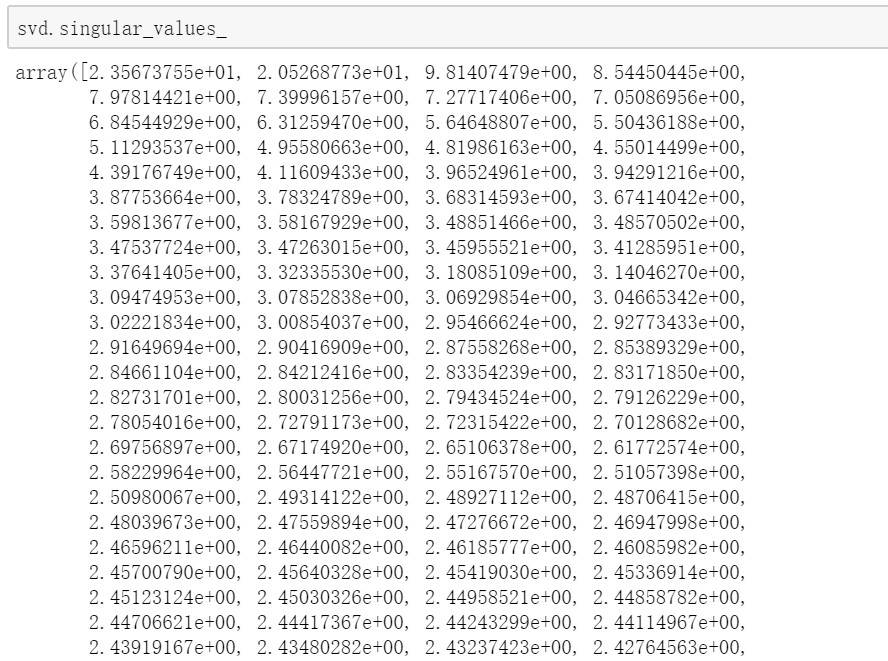 svd.singular_values_
array([2.35673755e+01, 2.05268773e+01, 9.81407479e+00, 8.54450445e+00,
7.97814421e+00, 7.39996157e+00, 7.27717406e+00, 7.05086956e+00,
6.84544929e+00, 6.31259470e+00, 5.64648807e+00, 5.50436188e+00,
5.11293537e+00, 4.95580663e+00, 4.81986163e+00, 4.55014499e+00,
4.39176749e+00, 4.11609433e+00, 3.96524961e+00, 3.94291216e+00,
3.87753664e+00, 3.78324789e+00, 3.68314593e+00, 3.67414042e+00,
3.59813677e+00, 3.58167929e+00, 3.48851466e+00, 3.48570502e+00,
3.47537724e+00, 3.47263015e+00, 3.45955521e+00, 3.41285951e+00,
3.37641405e+00, 3.32335530e+00, 3.18085109e+00, 3.14046270e+00,
3.09474953e+00, 3.07852838e+00, 3.06929854e+00, 3.04665342e+00,
3.02221834e+00, 3.00854037e+00, 2.95466624e+00, 2.92773433e+00,
2.91649694e+00, 2.90416909e+00, 2.87558268e+00, 2.85389329e+00,
2.84661104e+00, 2.84212416e+00, 2.83354239e+00, 2.83171850e+00,
2.82731701e+00, 2.80031256e+00, 2.79434524e+00, 2.79126229e+00,
2.78054016e+00, 2.72791173e+00, 2.72315422e+00, 2.70128682e+00,
2.69756897e+00, 2.67174920e+00, 2.65106378e+00, 2.61772574e+00,
2.58229964e+00, 2.56447721e+00, 2.55167570e+00, 2.51057398e+00,
2.50980067e+00, 2.49314122e+00, 2.48927112e+00, 2.48706415e+00,
2.48039673e+00, 2.47559894e+00, 2.47276672e+00, 2.46947998e+00,
2.46596211e+00, 2.46440082e+00, 2.46185777e+00, 2.46085982e+00,
2.45700790e+00, 2.45640328e+00, 2.45419030e+00, 2.45336914e+00,
2.45123124e+00, 2.45030326e+00, 2.44958521e+00, 2.44858782e+00,
2.44706621e+00, 2.44417367e+00, 2.44243299e+00, 2.44114967e+00,
2.43919167e+00, 2.43480282e+00, 2.43237423e+00, 2.42764563e+00,